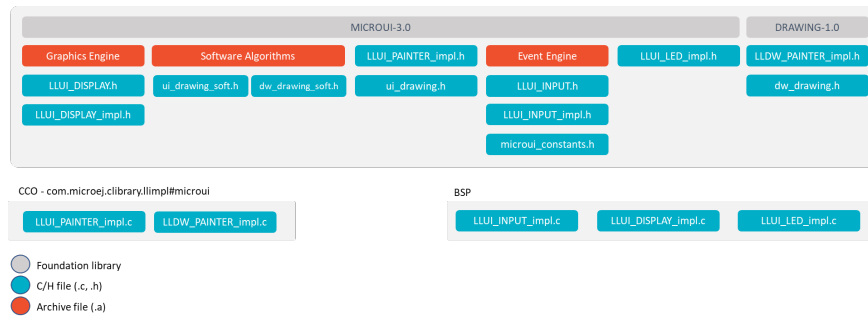 MICROUI-3.0 DRAWING-1.0
Graphics Engine Software Algorithms LLUI_PAINTER_impl.h Event Engine LLUI_LED_impl.h LLDW_PAINTER_impl.h
LLUI_DISPLAY.h ui_drawing_soft.h dw_drawing_soft.h ui_drawing.h LLUI_INPUT.h dw_drawing.h
LLUI_DISPLAY_impl.h LLUI_INPUT_impl.h
microui_constants.h
CCO - com.microej.clibrary.llimpl#microui BSP
LLUI_PAINTER_impl.c LLDW_PAINTER_impl.c LLUI_INPUT_impl.c LLUI_DISPLAY_impl.c LLUI_LED_impl.c
Foundation library
C/H file (.c, .h)
Archive file (.a)